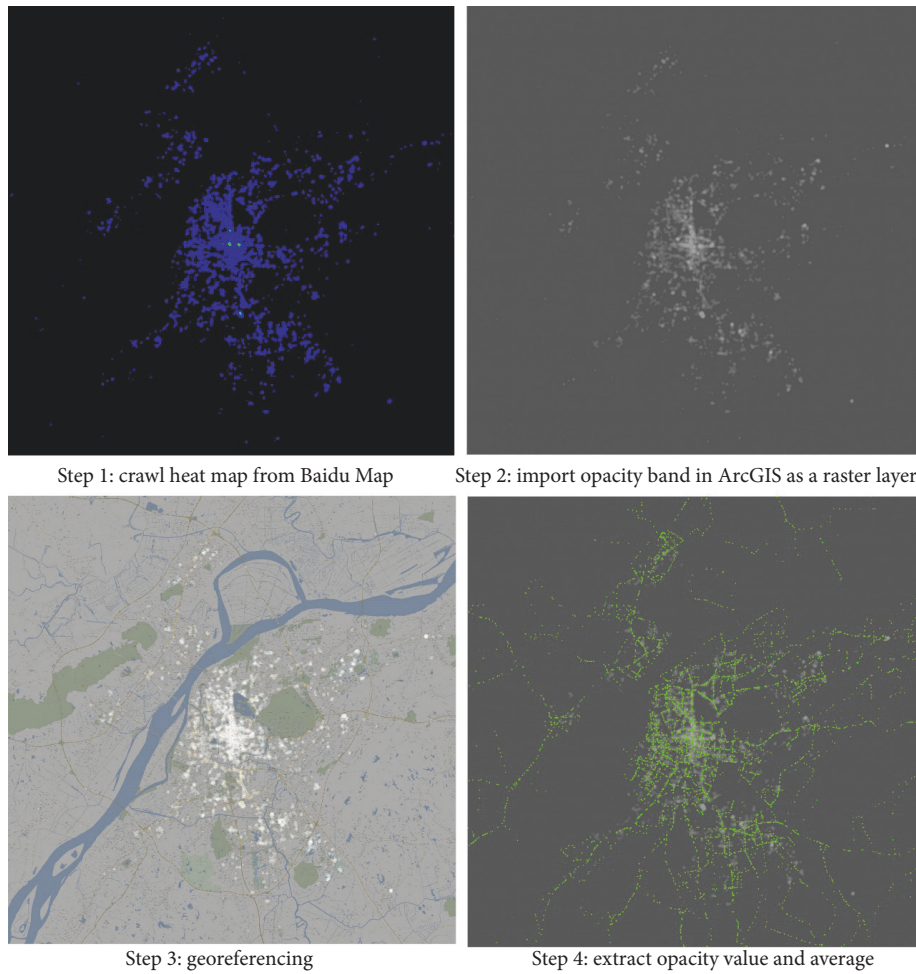 Step 1: crawl heat map from Baidu Map
Step 2: import opacity band in ArcGIS as a raster layer
Step 3: georeferencing
Step 4: extract opacity value and average